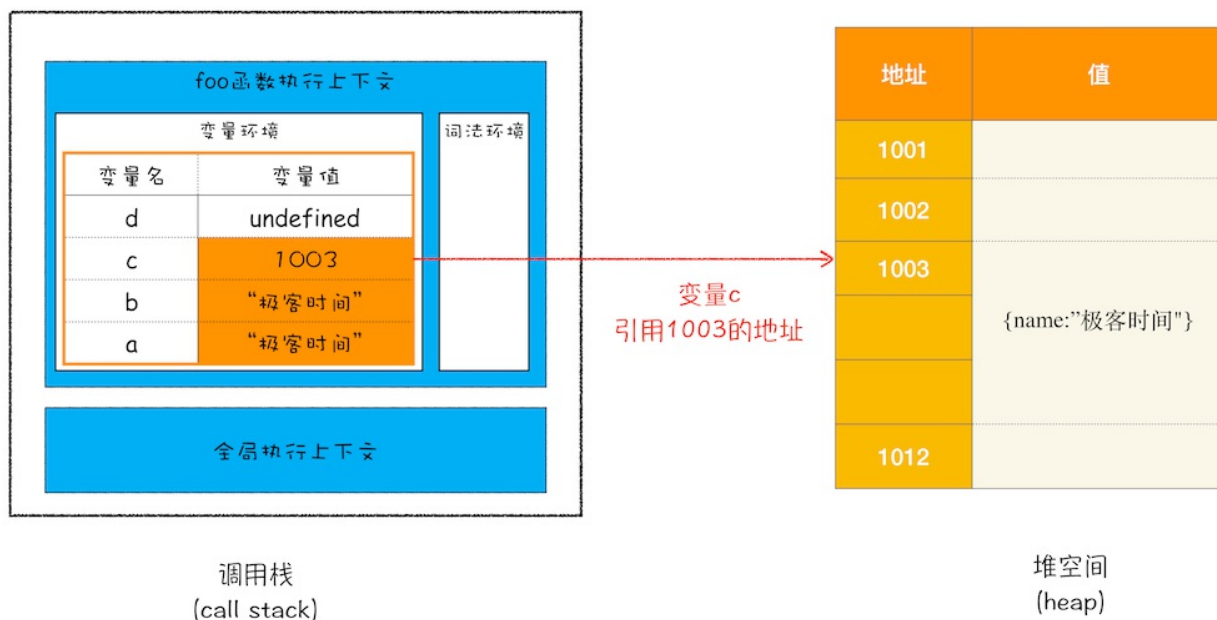 foo函数执行上下文
变量环境
词法环境
变量名 变量值
d undefined
c 1003
b “极客时间”
a “极客时间”
全局执行上下文
调用栈
(call stack)
变量c
引用1003的地址
地址 值
1001
1002
1003
{name:”极客时间"}
1012
堆空间
(heap)